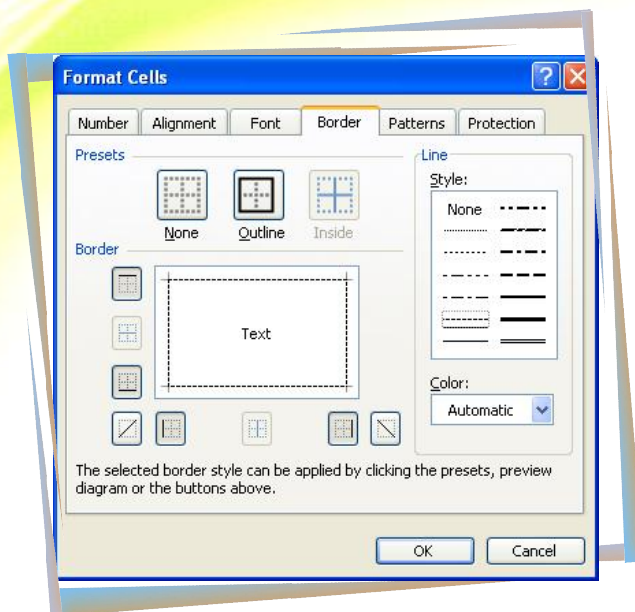 Format Cells
Number Alignment Font Border Patterns Protection
Presets
None Outline Inside
Border
Text
Line
Style:
None
Color:
Automatic
The selected border style can be applied by clicking the presets, preview
diagram or the buttons above.
OK Cancel